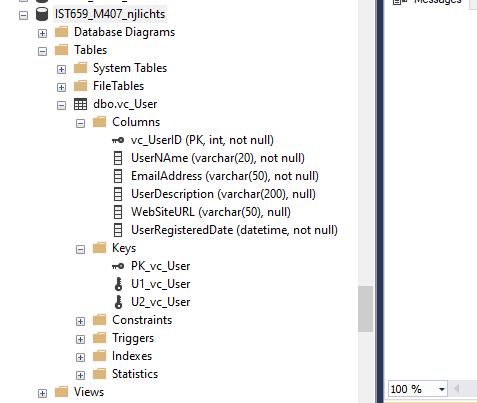 Messages
IST659_M407_njlichts
Database Diagrams
Tables
System Tables
FileTables
dbo.vc_User
Columns
vc_UserID (PK, int, not null)
UserNAme (varchar(20), not null)
EmailAddress (varchar(50), not null)
UserDescription (varchar(200), null)
WebSiteURL (varchar(50), null)
UserRegisteredDate (datetime, not null)
Keys
PK_vc_User
U1_vc_User
U2_vc_User
Constraints
Triggers
Indexes
Statistics
Views
100 %